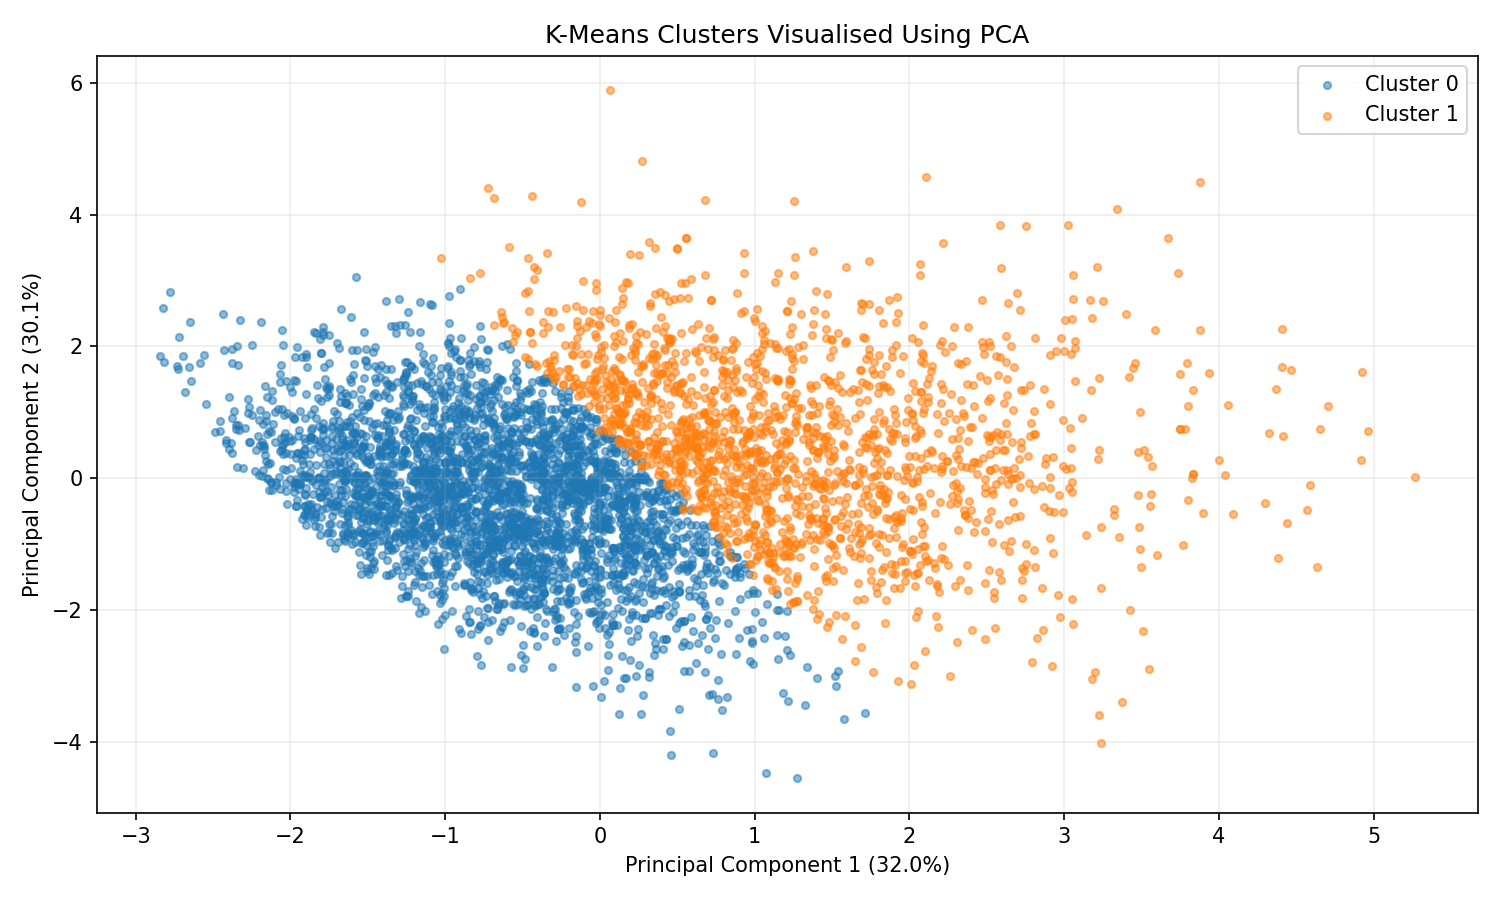 K-Means Clusters Visualised Using PCA
Cluster 0
Cluster 1
6
4
2
0
−2
−4
Principal Component 2 (30.1%)
−3 −2 −1 0 1 2 3 4 5
Principal Component 1 (32.0%)